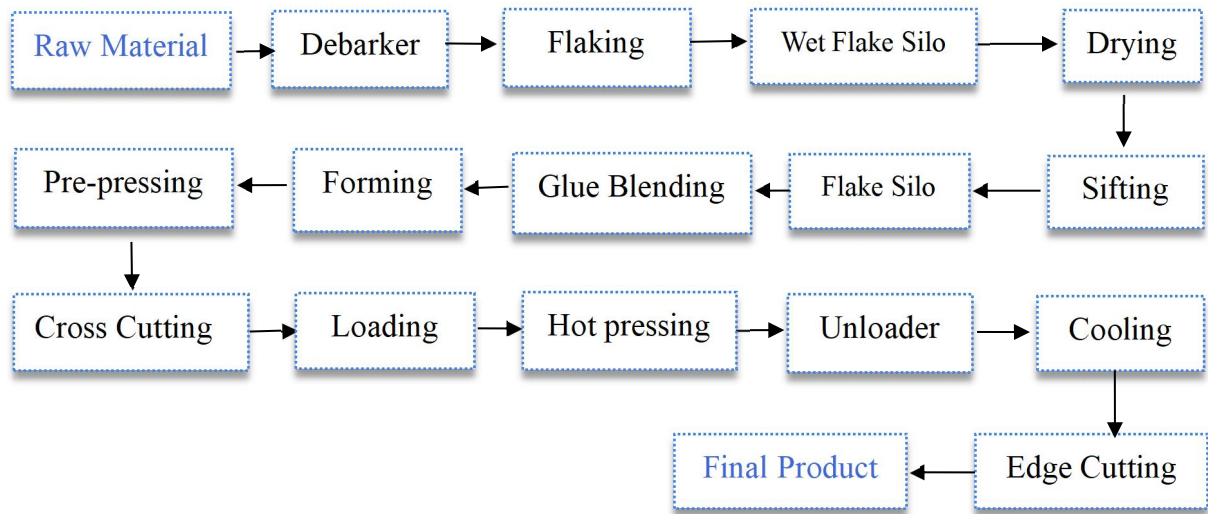 Raw Material
Debarker
Flaking
Wet Flake Silo
Drying
Sifting
Flake Silo
Glue Blending
Forming
Pre-pressing
Cross Cutting
Loading
Hot pressing
Unloader
Cooling
Edge Cutting
Final Product